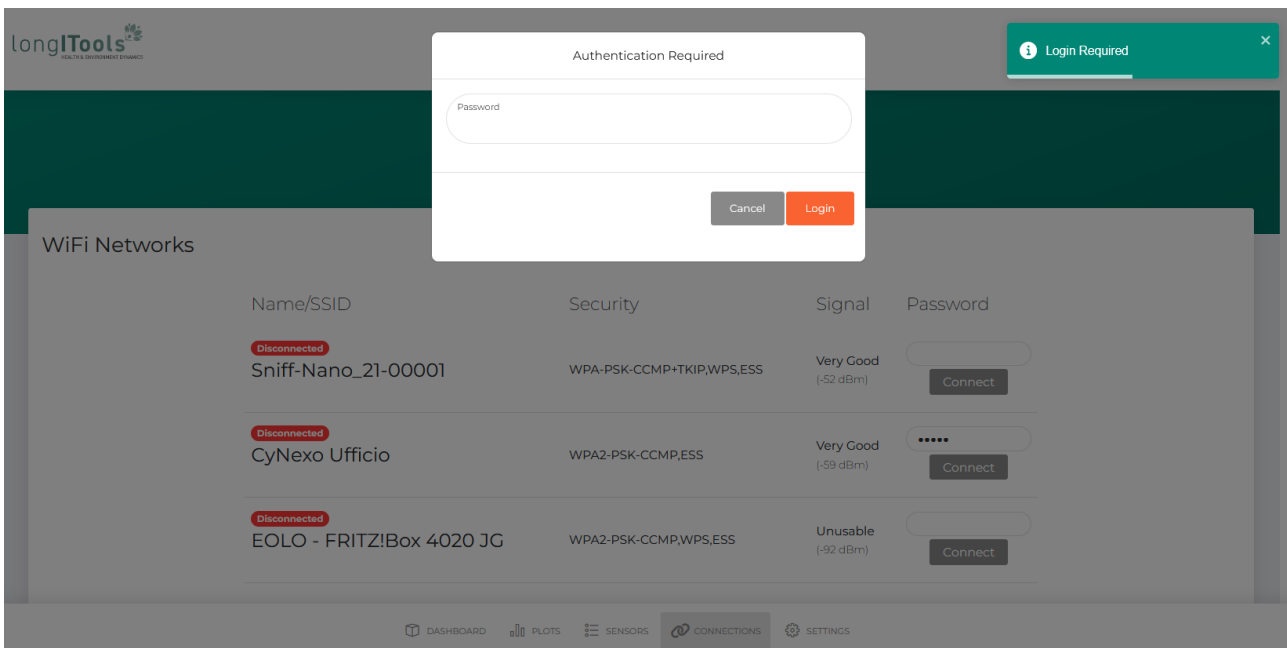 longITools
HEALTH & ENVIRONMENT DYNAMICS
Authentication Required
Login Required
Password
Cancel
Login
WiFi Networks
Name/SSID Security Signal Password
Disconnected
Sniff-Nano_21-00001 WPA-PSK-CCMP+TKIP,WPS,ESS Very Good
(-52 dBm)
Connect
Disconnected
CyNexo Ufficio WPA2-PSK-CCMP,ESS Very Good
(-59 dBm)
•••••
Connect
Disconnected
EOLO - FRITZ!Box 4020 JG WPA2-PSK-CCMP,WPS,ESS Unusable
(-92 dBm)
Connect
DASHBOARD PLOTS SENSORS CONNECTIONS SETTINGS